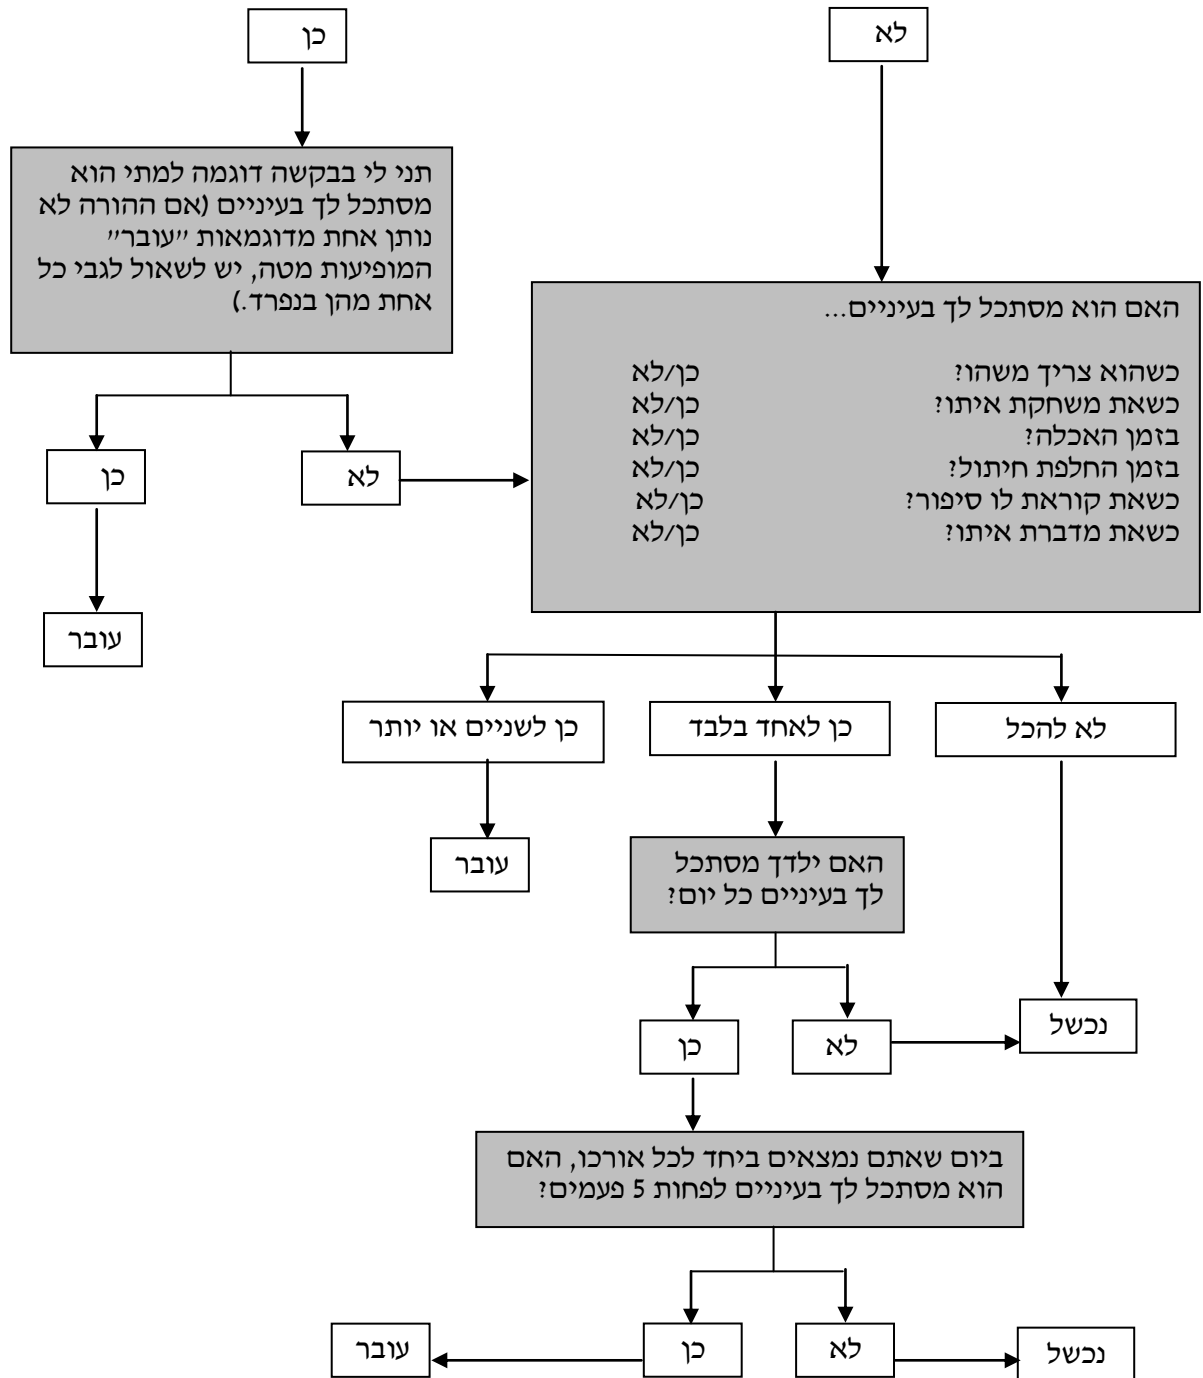 כן
לא
תני לי בבקשה דוגמה למתי הוא
מסתכל לך בעיניים (אם ההורה לא
נותן אחת מדוגמאות ״עובר״
המופיעות מטה, יש לשאול לגבי כל
אחת מהן בנפרד.)
האם הוא מסתכל לך בעיניים...
כשהוא צריך משהו? כן/לא
כשאת משחקת איתו? כן/לא
בזמן האכלה? כן/לא
בזמן החלפת חיתול? כן/לא
כשאת קוראת לו סיפור? כן/לא
כשאת מדברת איתו? כן/לא
לא
כן
עובר
לא להכל
כן לאחד בלבד
כן לשניים או יותר
עובר
האם ילדך מסתכל
לך בעיניים כל יום?
נכשל
לא
כן
ביום שאתם נמצאים ביחד לכל אורכו, האם
הוא מסתכל לך בעיניים לפחות 5 פעמים?
נכשל
לא
כן
עובר